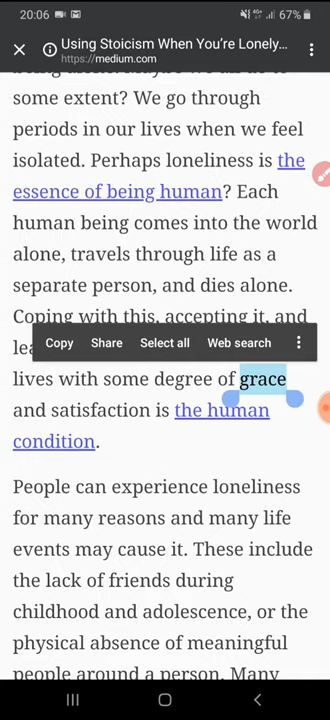 20:06
4G+
67%
Using Stoicism When You're Lonely...
https://medium.com
some extent? We go through
periods in our lives when we feel
isolated. Perhaps loneliness is the
essence of being human? Each
human being comes into the world
alone, travels through life as a
separate person, and dies alone.
Coping with this, accepting it, and
Copy Share Select all Web search
lives with some degree of grace
and satisfaction is the human
condition.
People can experience loneliness
for many reasons and many life
events may cause it. These include
the lack of friends during
childhood and adolescence, or the
physical absence of meaningful
people around a person. Many